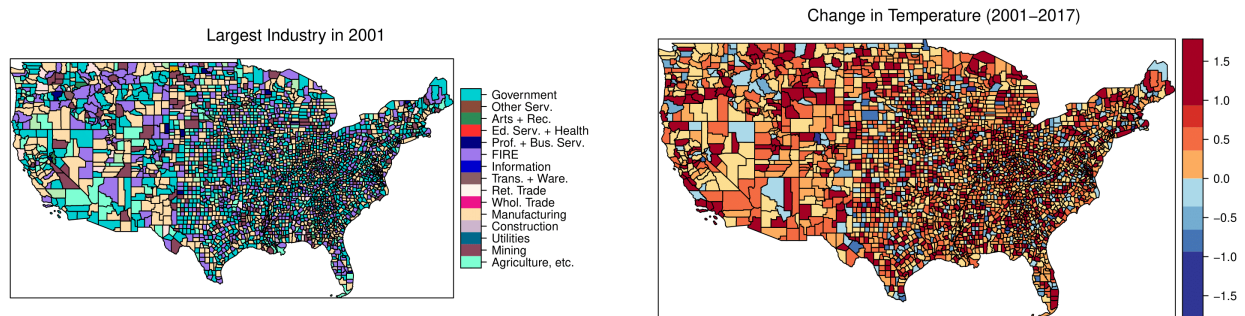 Largest Industry in 2001
Government
Other Serv.
Arts + Rec.
Ed. Serv. + Health
Prof. + Bus. Serv.
FIRE
Information
Trans. + Ware.
Ret. Trade
Whol. Trade
Manufacturing
Construction
Utilities
Mining
Agriculture, etc.
Change in Temperature (2001−2017)
1.5
1.0
0.5
0.0
−0.5
−1.0
−1.5